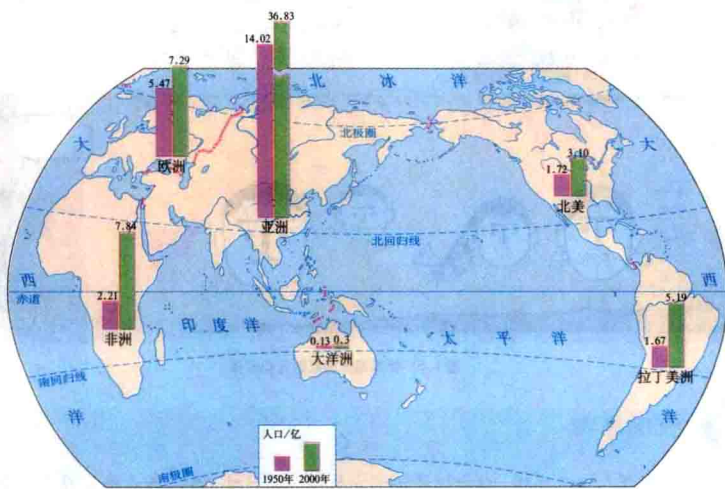 36.83
14.02
7.29
5.47
北 冰 洋
大
大
北极圈
欧洲
3.10
1.72
北美
亚洲
7.84
北回归线
西
西
赤道
2.21
5.19
印 度 洋
太 平 洋
非洲
0.13 0.3
大洋洲
1.67
拉丁美洲
南回归线
洋
洋
人口/亿
1950年 2000年
南极圈